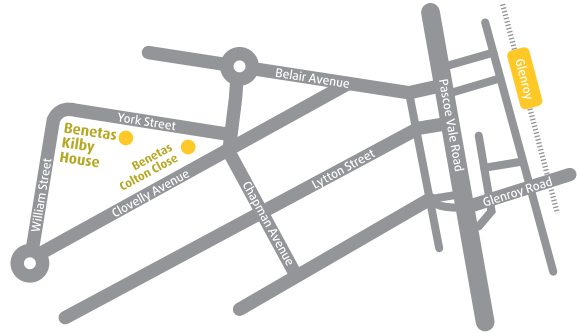 Belair Avenue
Glenroy
York Street
Pascoe Vale Road
Benetas
Kilby
House
Benetas
Colton Close
Lytton Street
William Street
Clovelly Avenue
Chapman Avenue
Glenroy Road